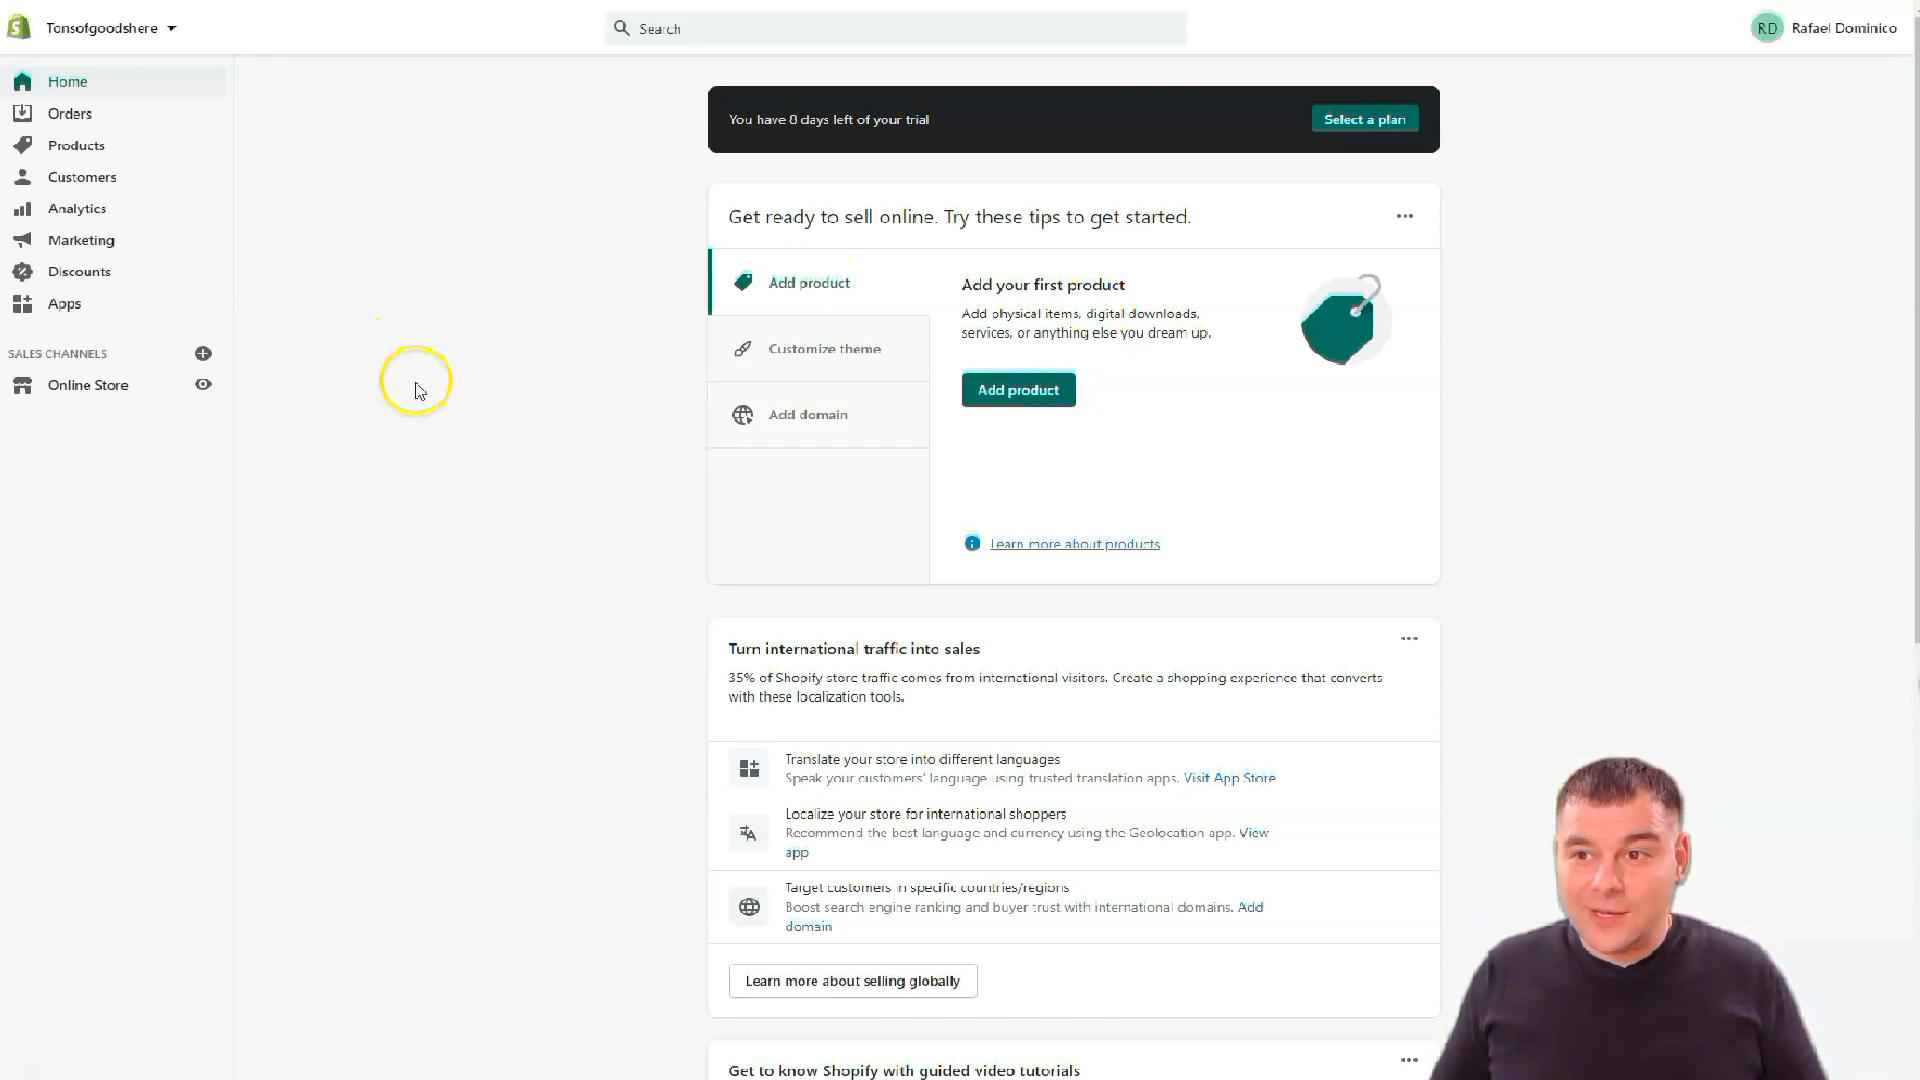 Tonsofgoodshere
Search
RD
Rafael Dominico
Home
Orders
Products
Customers
Analytics
Marketing
Discounts
Apps
SALES CHANNELS
Online Store
You have 8 days left of your trial
Select a plan
Get ready to sell online. Try these tips to get started.
Add product
Customize theme
Add domain
Add your first product
Add physical items, digital downloads,
services, or anything else you dream up.
Add product
Learn more about products
Turn international traffic into sales
35% of Shopify store traffic comes from international visitors. Create a shopping experience that converts
with these localization tools.
Translate your store into different languages
Speak your customers' language using trusted translation apps. Visit App Store
Localize your store for international shoppers
Recommend the best language and currency using the Geolocation app. View
app
Target customers in specific countries/regions
Boost search engine ranking and buyer trust with international domains. Add
domain
Learn more about selling globally
Get to know Shopify with guided video tutorials